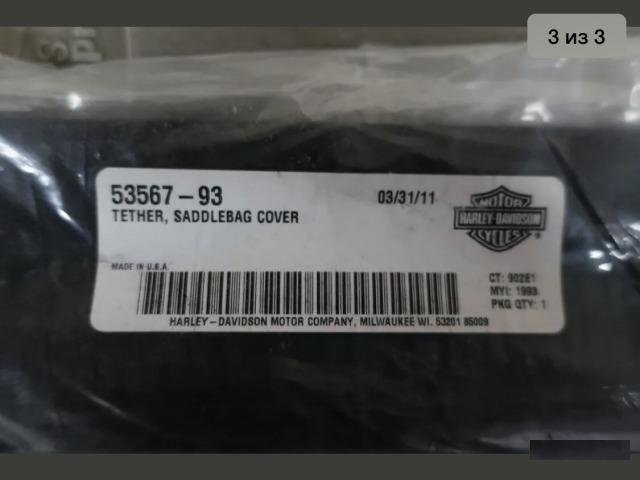 3 из 3
53567-93
03/31/11
TETHER, SADDLEBAG COVER
MOTOR
HARLEY-DAVIDSON
CYCLES
MADE IN U.S.A.
CT: 902E1
MYI: 1993
PKG QTY: 1
HARLEY-DAVIDSON MOTOR COMPANY, MILWAUKEE WI. 53201 85009